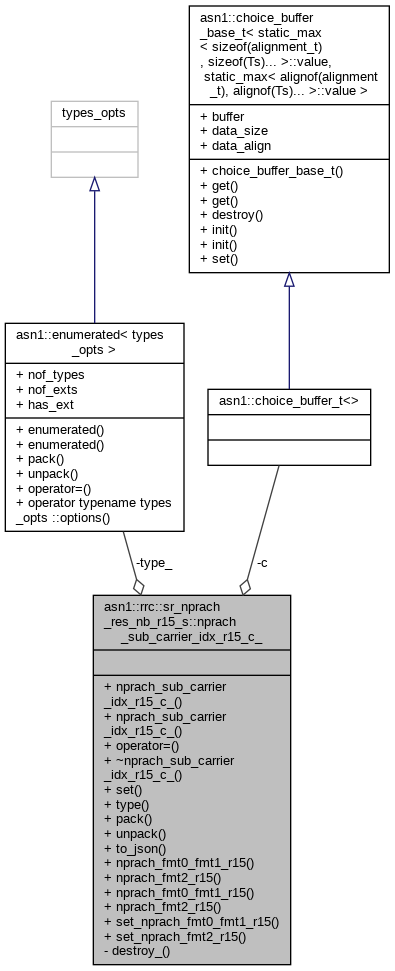 asn1::choice_buffer
_base_t< static_max
< sizeof(alignment_t)
, sizeof(Ts)... >::value,
static_max< alignof(alignment
_t), alignof(Ts)... >::value >
+ buffer
+ data_size
+ data_align
+ choice_buffer_base_t()
+ get()
+ get()
+ destroy()
+ init()
+ init()
+ set()
types_opts
asn1::enumerated< types
_opts >
+ nof_types
+ nof_exts
+ has_ext
+ enumerated()
+ enumerated()
+ pack()
+ unpack()
+ operator=()
+ operator typename types
_opts ::options()
asn1::choice_buffer_t<>
-type_
-c
asn1::rrc::sr_nprach
_res_nb_r15_s::nprach
_sub_carrier_idx_r15_c_
+ nprach_sub_carrier
_idx_r15_c_()
+ nprach_sub_carrier
_idx_r15_c_()
+ operator=()
+ ~nprach_sub_carrier
_idx_r15_c_()
+ set()
+ type()
+ pack()
+ unpack()
+ to_json()
+ nprach_fmt0_fmt1_r15()
+ nprach_fmt2_r15()
+ nprach_fmt0_fmt1_r15()
+ nprach_fmt2_r15()
+ set_nprach_fmt0_fmt1_r15()
+ set_nprach_fmt2_r15()
- destroy_()